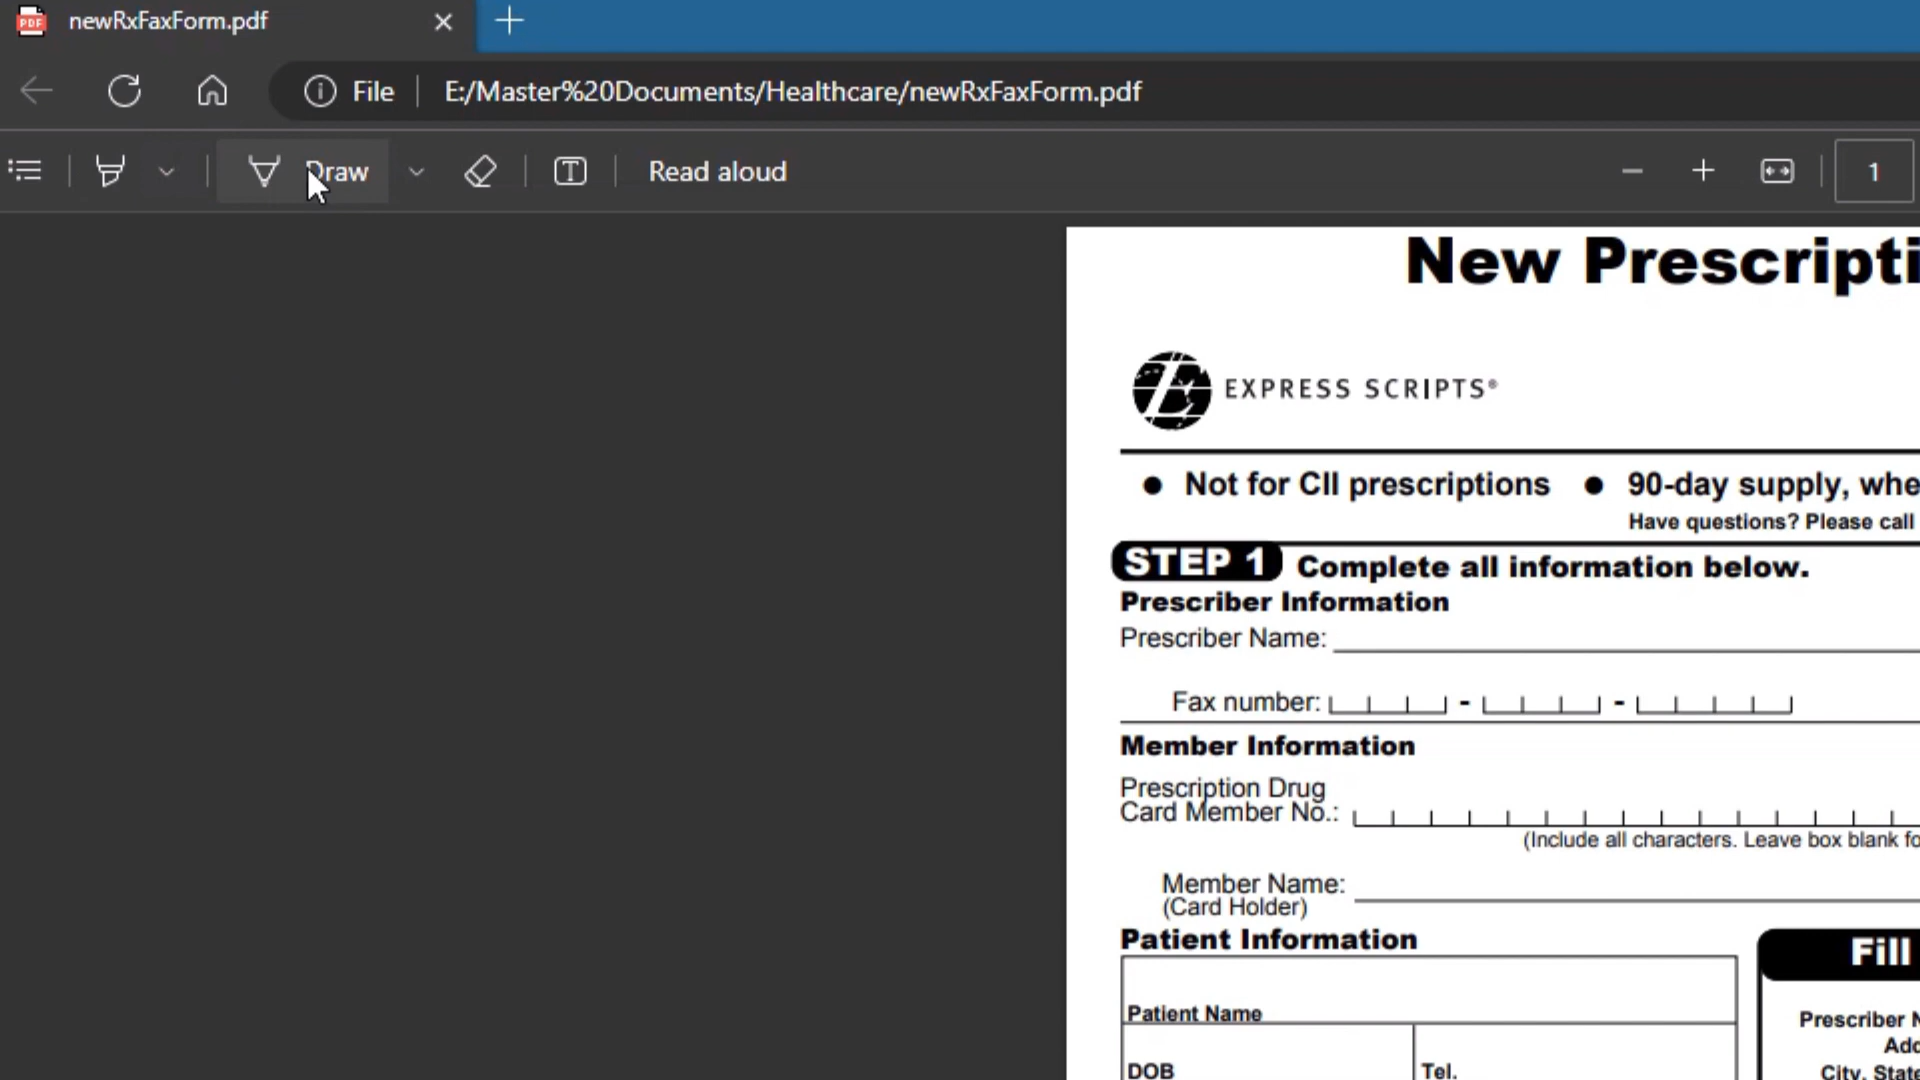 newRxFaxForm.pdf
File E:/Master%20Documents/Healthcare/newRxFaxForm.pdf
Draw Read aloud 1
New Prescripti
EXPRESS SCRIPTS®
● Not for CII prescriptions ● 90-day supply, whe
Have questions? Please call
STEP 1 Complete all information below.
Prescriber Information
Prescriber Name:
Fax number: - -
Member Information
Prescription Drug
Card Member No.:
(Include all characters. Leave box blank fo
Member Name:
(Card Holder)
Patient Information
Fill
Patient Name
Prescriber N
Add
DOB Tel.
City, State